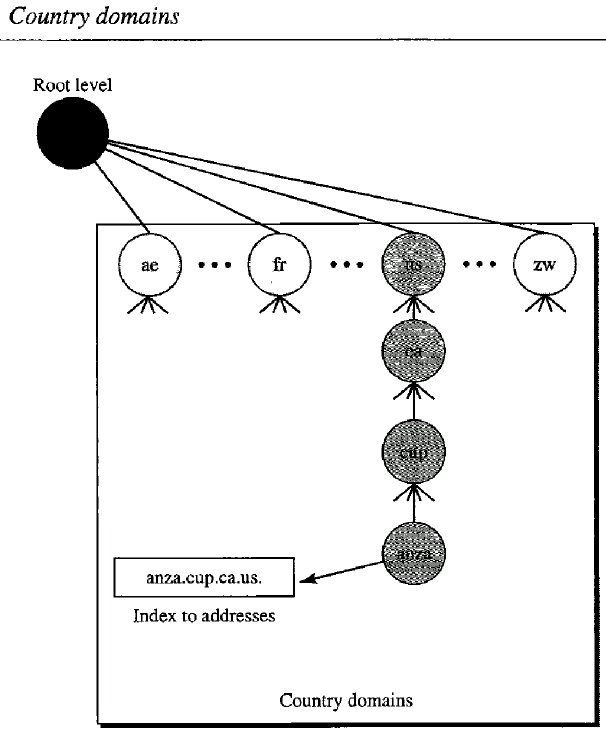 Country domains
Root level
ae ••• fr ••• us ••• zw
ca
cup
anza
anza.cup.ca.us.
Index to addresses
Country domains